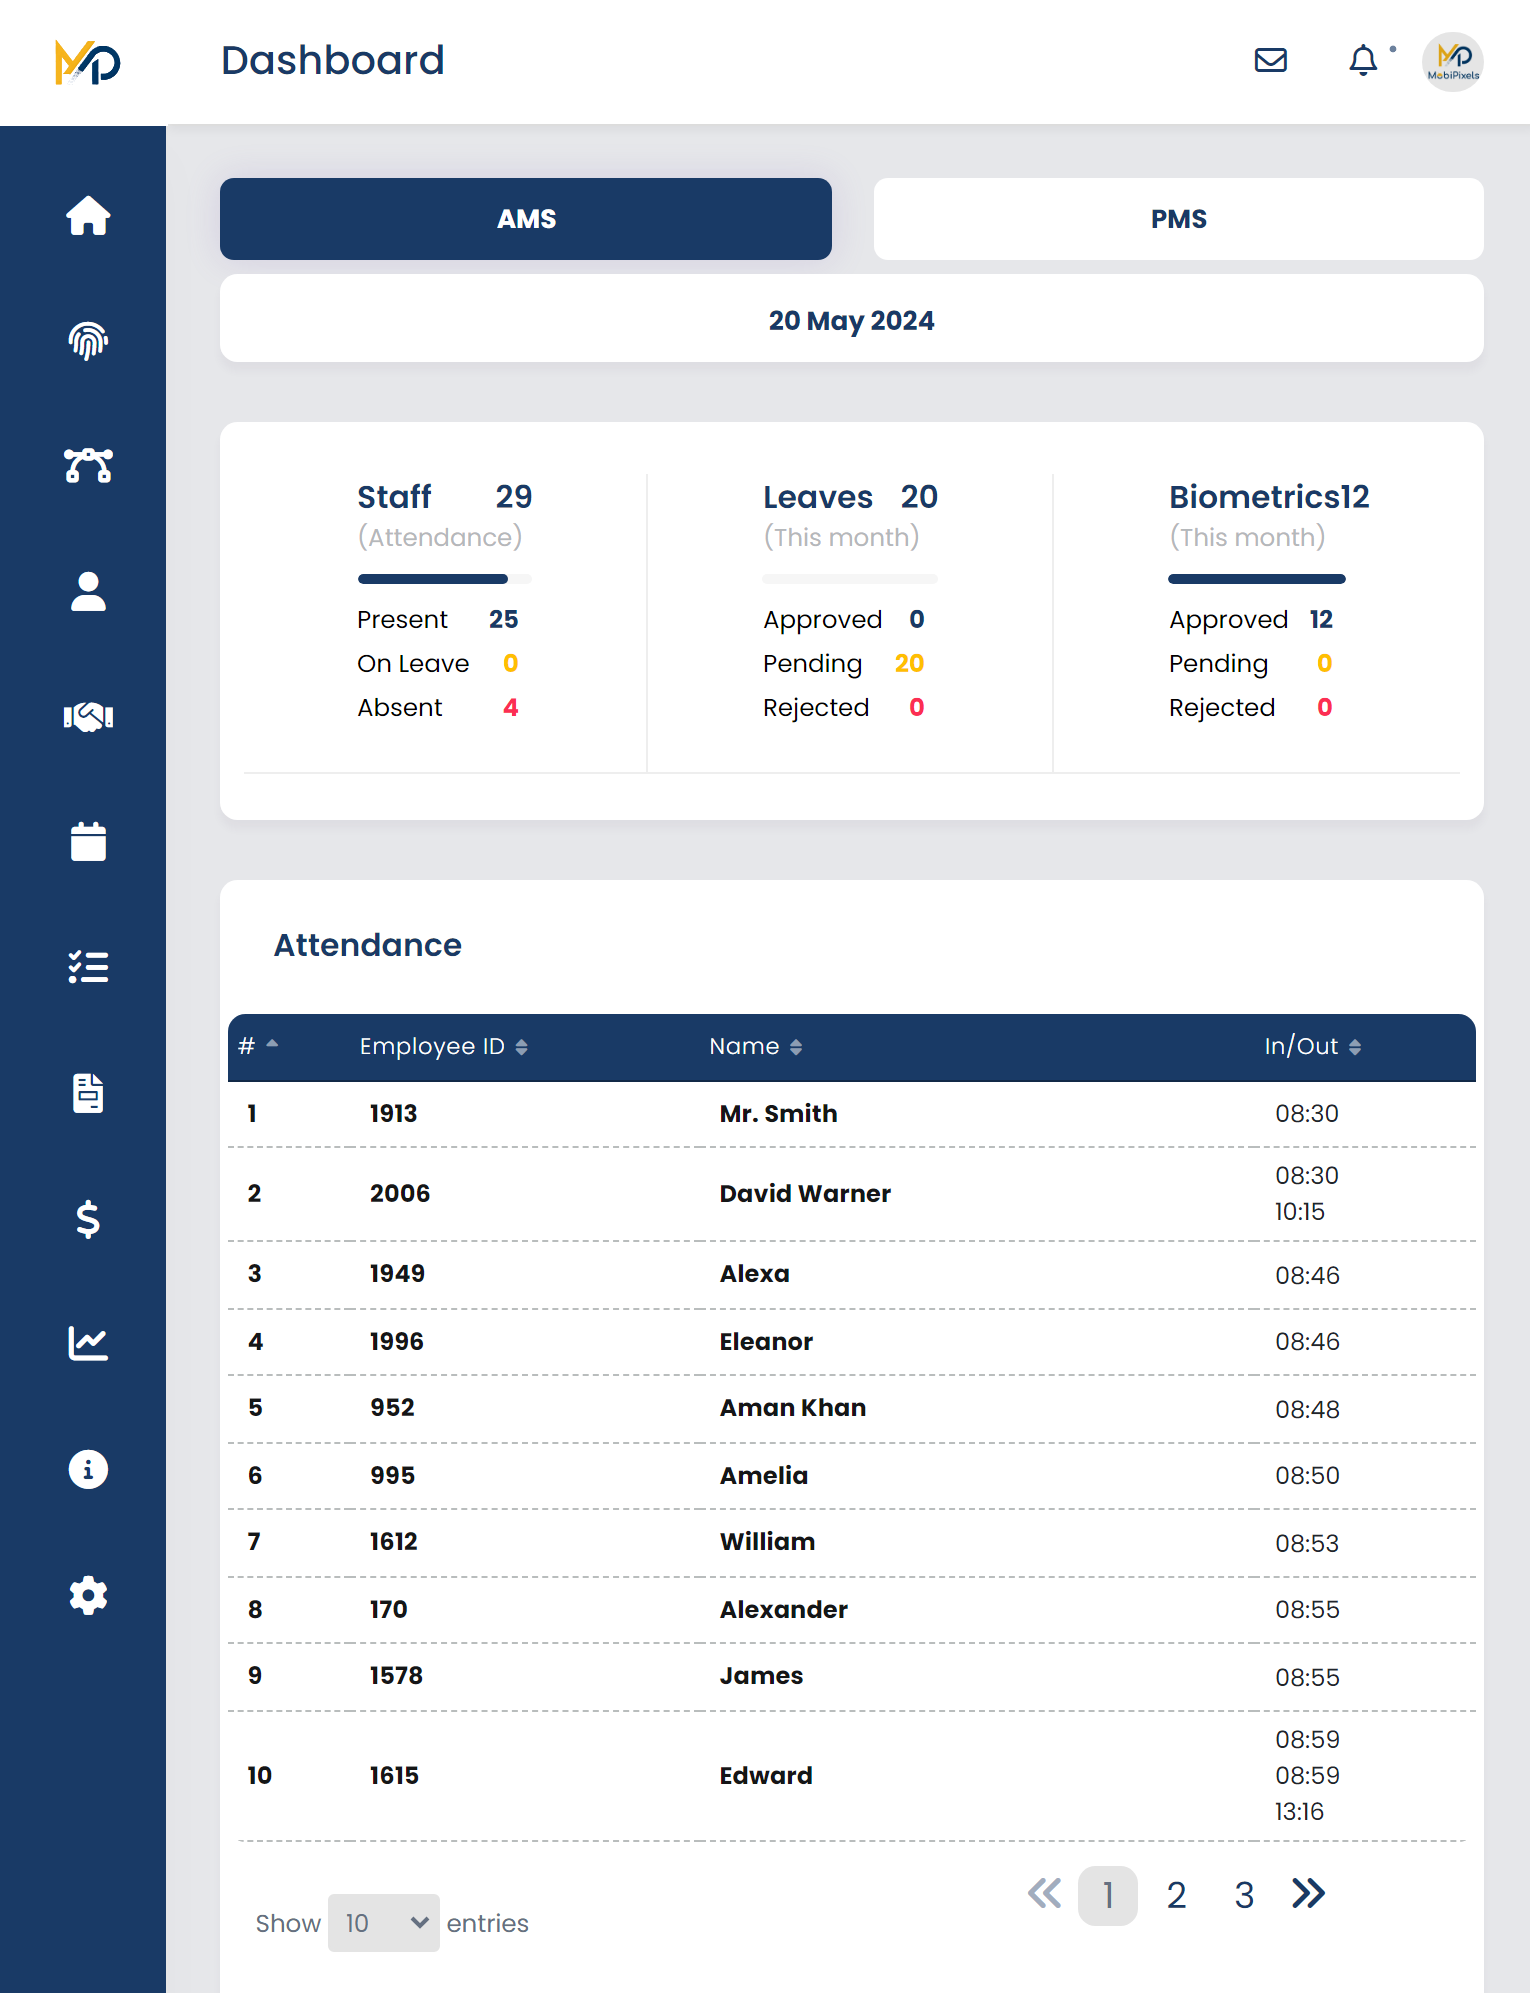 Dashboard
MobiPixels
AMS
PMS
20 May 2024
Staff 29
(Attendance)
Present 25
On Leave 0
Absent 4
Leaves 20
(This month)
Approved 0
Pending 20
Rejected 0
Biometrics12
(This month)
Approved 12
Pending 0
Rejected 0
Attendance
# Employee ID Name In/Out
1 1913 Mr. Smith 08:30
2 2006 David Warner 08:30
10:15
3 1949 Alexa 08:46
4 1996 Eleanor 08:46
5 952 Aman Khan 08:48
6 995 Amelia 08:50
7 1612 William 08:53
8 170 Alexander 08:55
9 1578 James 08:55
10 1615 Edward 08:59
08:59
13:16
1 2 3
Show 10 entries